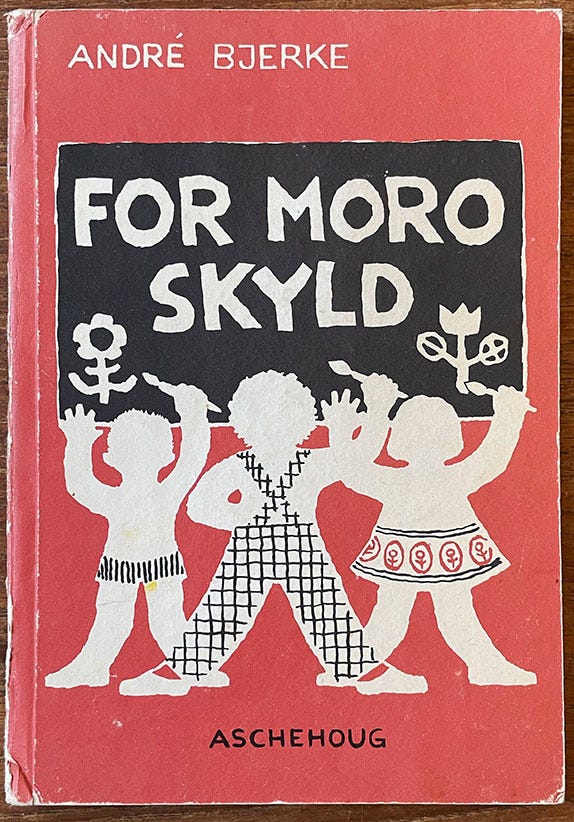 ANDRÉ BJERKE
FOR MORO
SKYLD
ASCHEHOUG